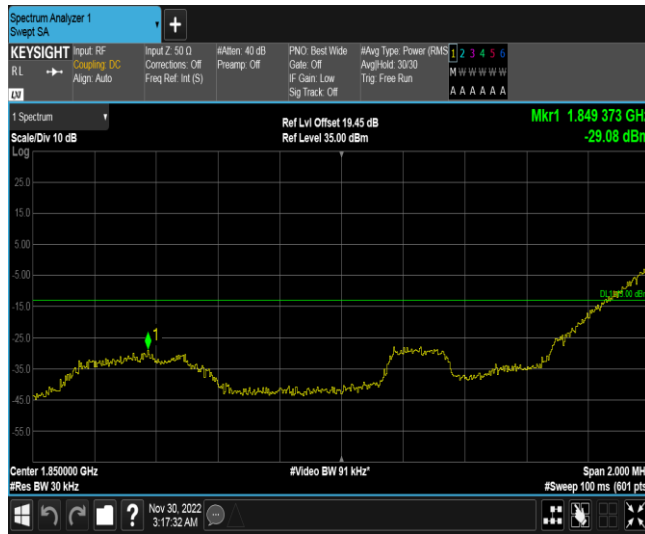 Spectrum Analyzer 1
Swept SA
+
KEYSIGHT Input: RF Input Z: 50 Ω #Atten: 40 dB PNO: Best Wide #Avg Type: Power (RMS 1 2 3 4 5 6
RL Coupling: DC Corrections: Off Preamp: Off Gate: Off Avg|Hold: 30/30 M W W W W W
Align: Auto Freq Ref: Int (S) IF Gain: Low Trig: Free Run
LXI Sig Track: Off A A A A A A
1 Spectrum
Ref Lvl Offset 19.45 dB Mkr1 1.849 373 GH
Scale/Div 10 dB Ref Level 35.00 dBm -29.08 dBm
Log
25.0
15.0
5.00
-5.00
DL1
-15.0
-25.0
1
-35.0
-45.0
-55.0
Center 1.850000 GHz #Video BW 91 kHz* Span 2.000 MH
#Res BW 30 kHz #Sweep 100 ms (601 pts
? Nov 30, 2022
3:17:32 AM